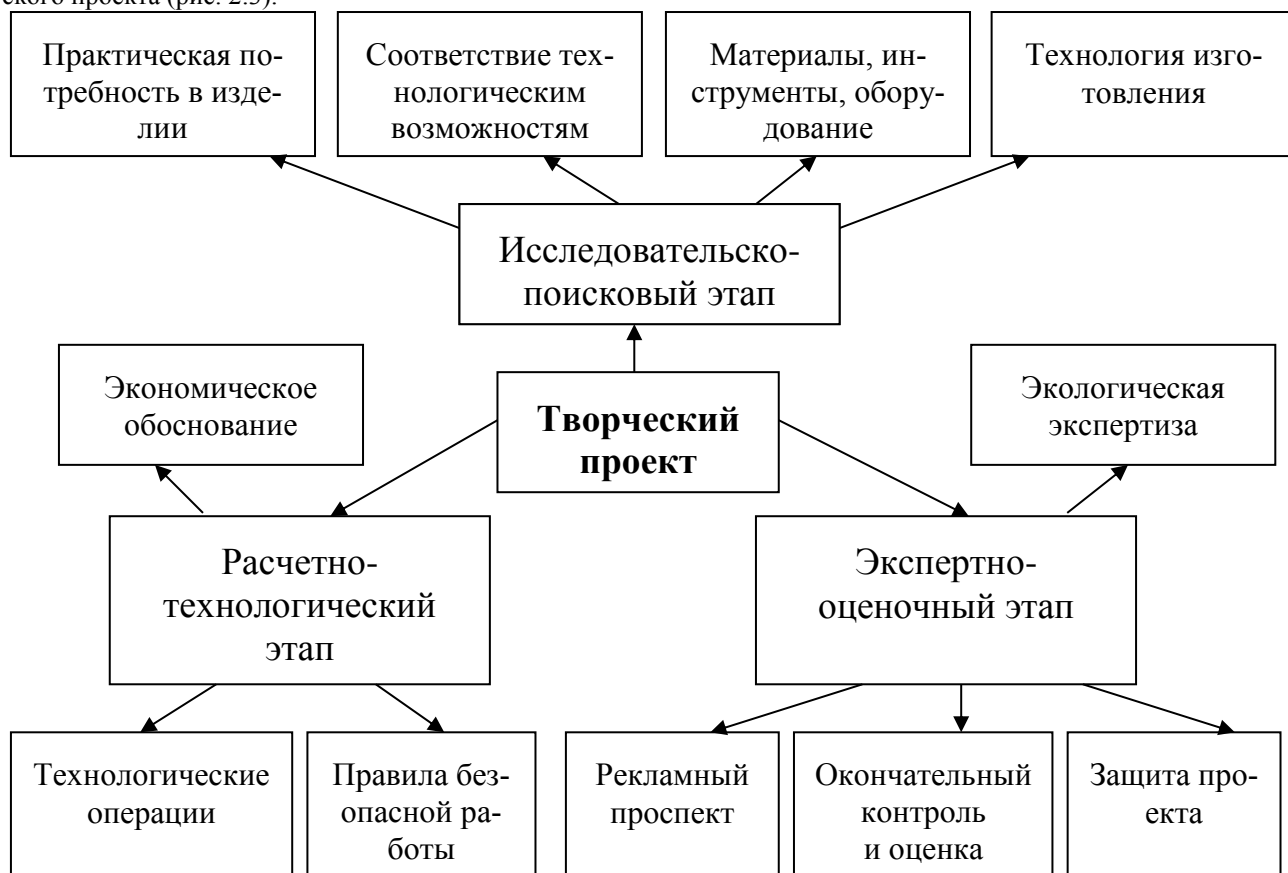 ского проекта (рис. 2.3).
Практическая по-
требность в изде-
лии
Соответствие тех-
нологическим
возможностям
Материалы, ин-
струменты, обору-
дование
Технология изго-
товления
Исследовательско-
поисковый этап
Экономическое
обоснование
Творческий
проект
Экологическая
экспертиза
Расчетно-
технологический
этап
Экспертно-
оценочный этап
Технологические
операции
Правила без-
опасной ра-
боты
Рекламный
проспект
Окончательный
контроль
и оценка
Защита про-
екта